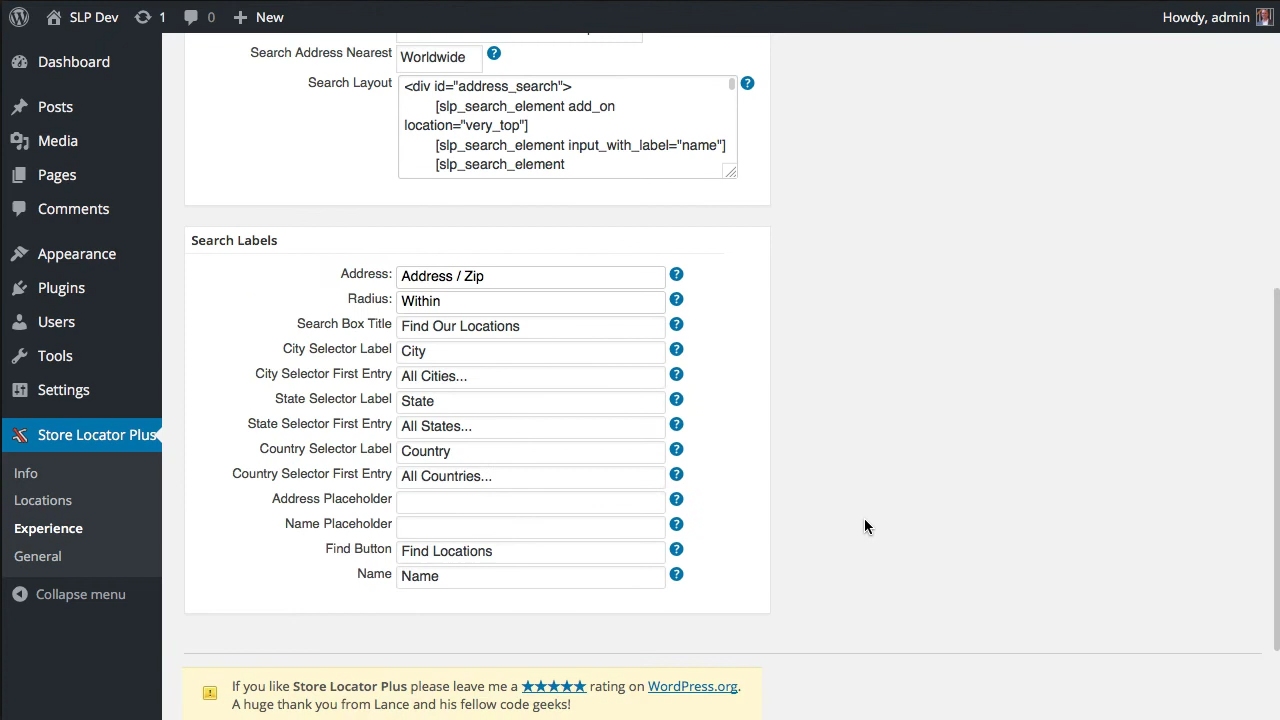 SLP Dev 1 0 New Howdy, admin
Dashboard
Posts
Media
Pages
Comments
Appearance
Plugins
Users
Tools
Settings
Store Locator Plus
Info
Locations
Experience
General
Collapse menu
Search Address Nearest Worldwide ?
Search Layout ?
<div id="address_search">
[slp_search_element add_on
location="very_top"]
[slp_search_element input_with_label="name"]
[slp_search_element
Search Labels
Address: Address / Zip ?
Radius: Within ?
Search Box Title Find Our Locations ?
City Selector Label City ?
City Selector First Entry All Cities... ?
State Selector Label State ?
State Selector First Entry All States... ?
Country Selector Label Country ?
Country Selector First Entry All Countries... ?
Address Placeholder ?
Name Placeholder ?
Find Button Find Locations ?
Name Name ?
If you like Store Locator Plus please leave me a ★★★★★ rating on WordPress.org.
A huge thank you from Lance and his fellow code geeks!